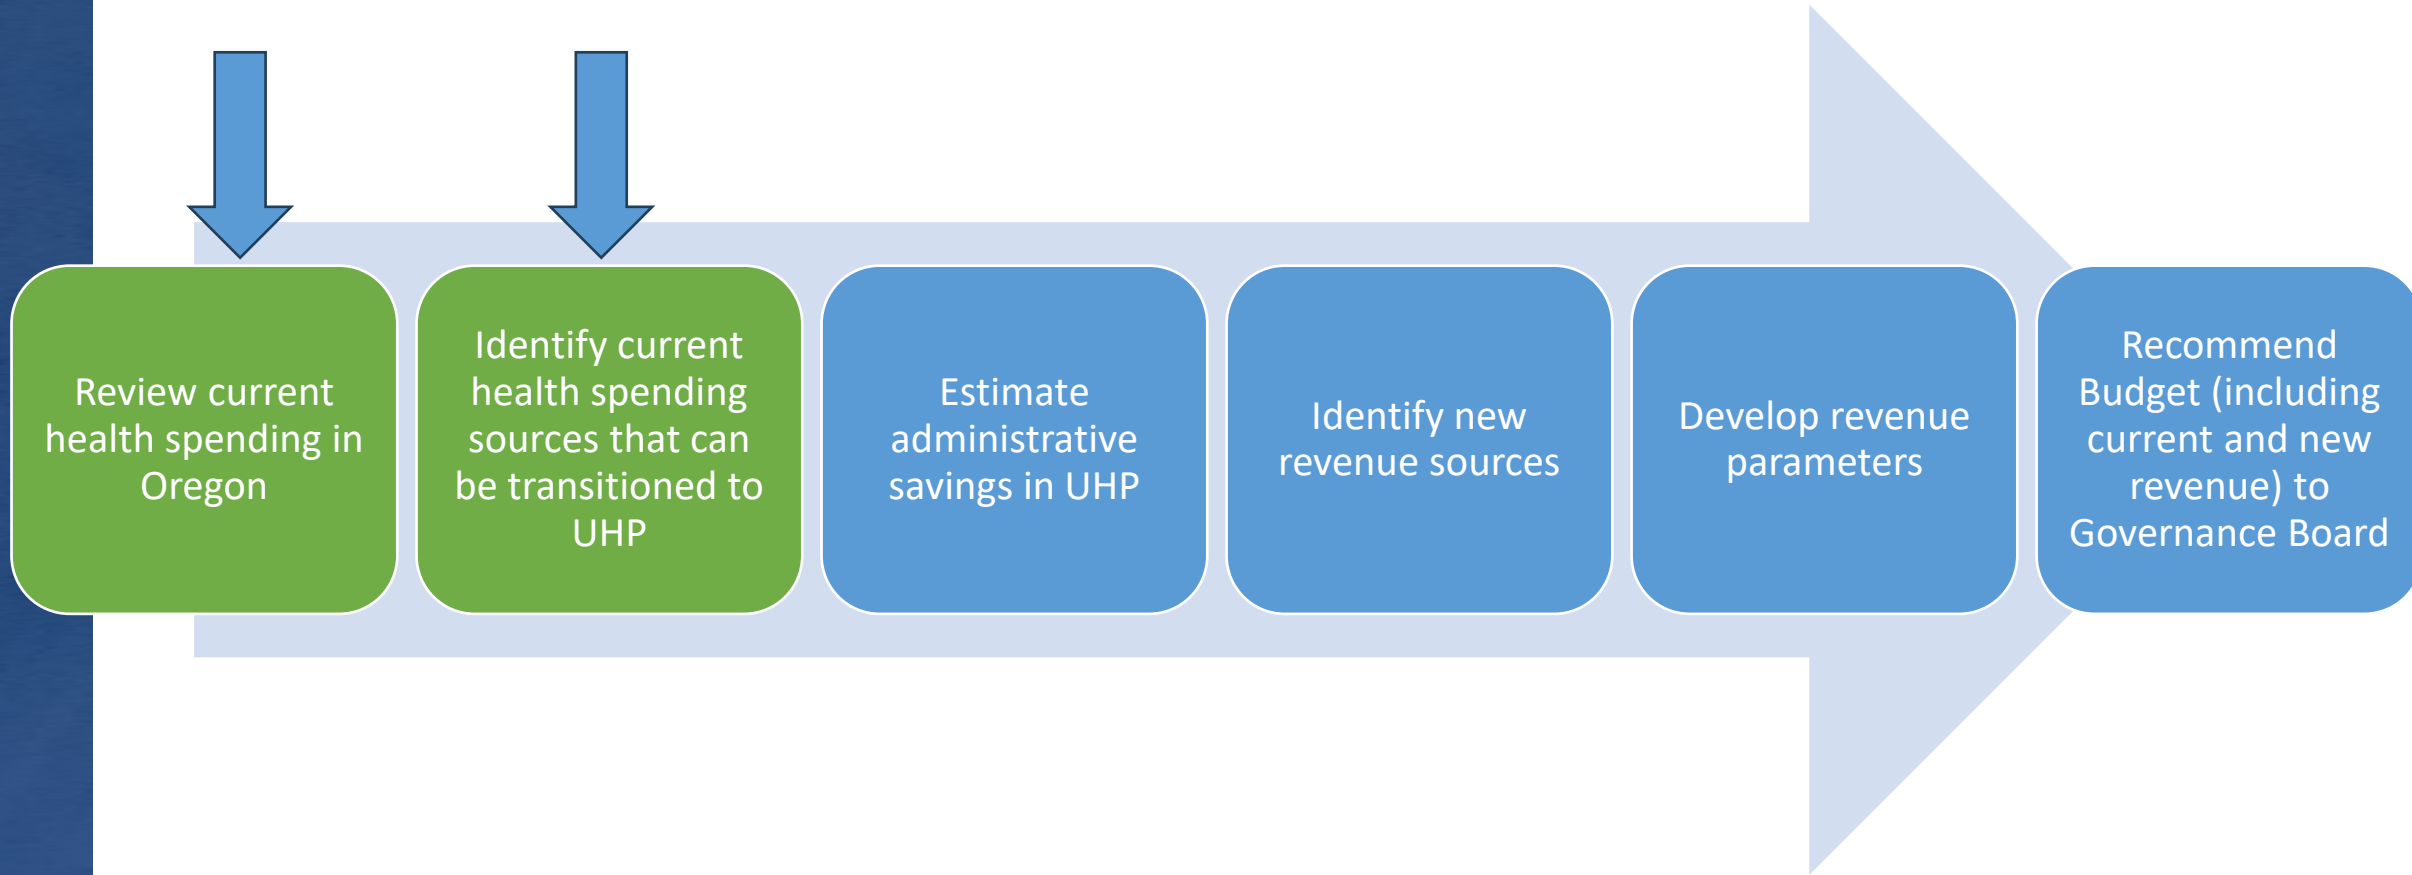 Review current
health spending in
Oregon
Identify current
health spending
sources that can
be transitioned to
UHP
Estimate
administrative
savings in UHP
Identify new
revenue sources
Develop revenue
parameters
Recommend
Budget (including
current and new
revenue) to
Governance Board